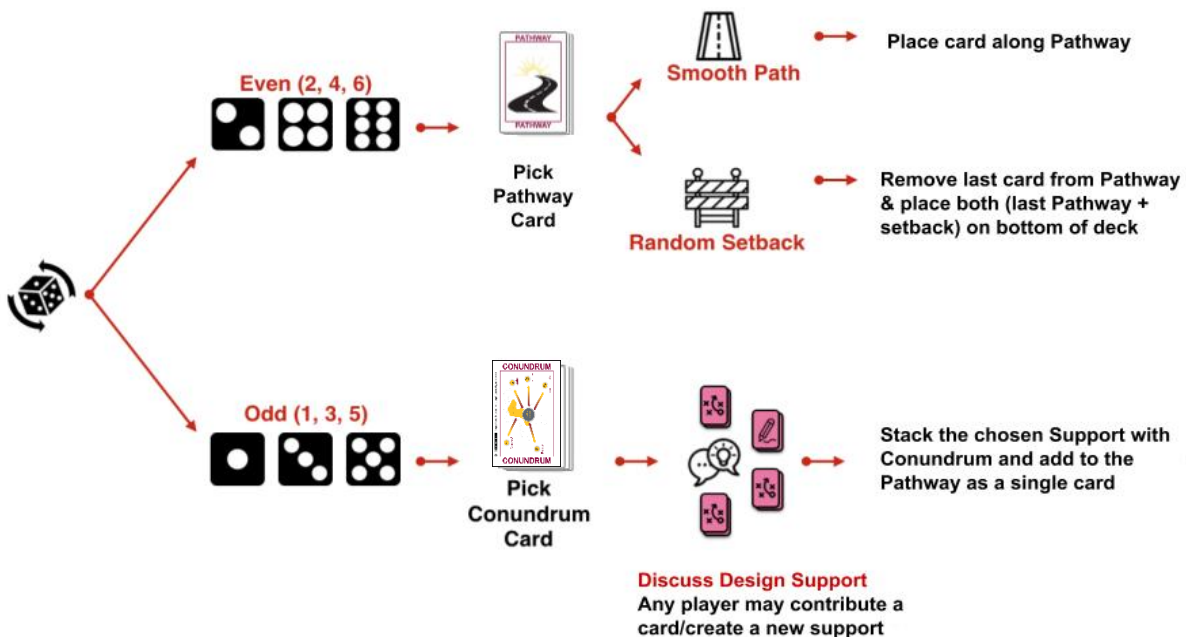 Even (2, 4, 6)
PATHWAY
PATHWAY
Pick
Pathway
Card
Smooth Path
Place card along Pathway
Random Setback
Remove last card from Pathway
& place both (last Pathway +
setback) on bottom of deck
Odd (1, 3, 5)
CONUNDRUM
CONUNDRUM
Pick
Conundrum
Card
Discuss Design Support
Any player may contribute a
card/create a new support
Stack the chosen Support with
Conundrum and add to the
Pathway as a single card